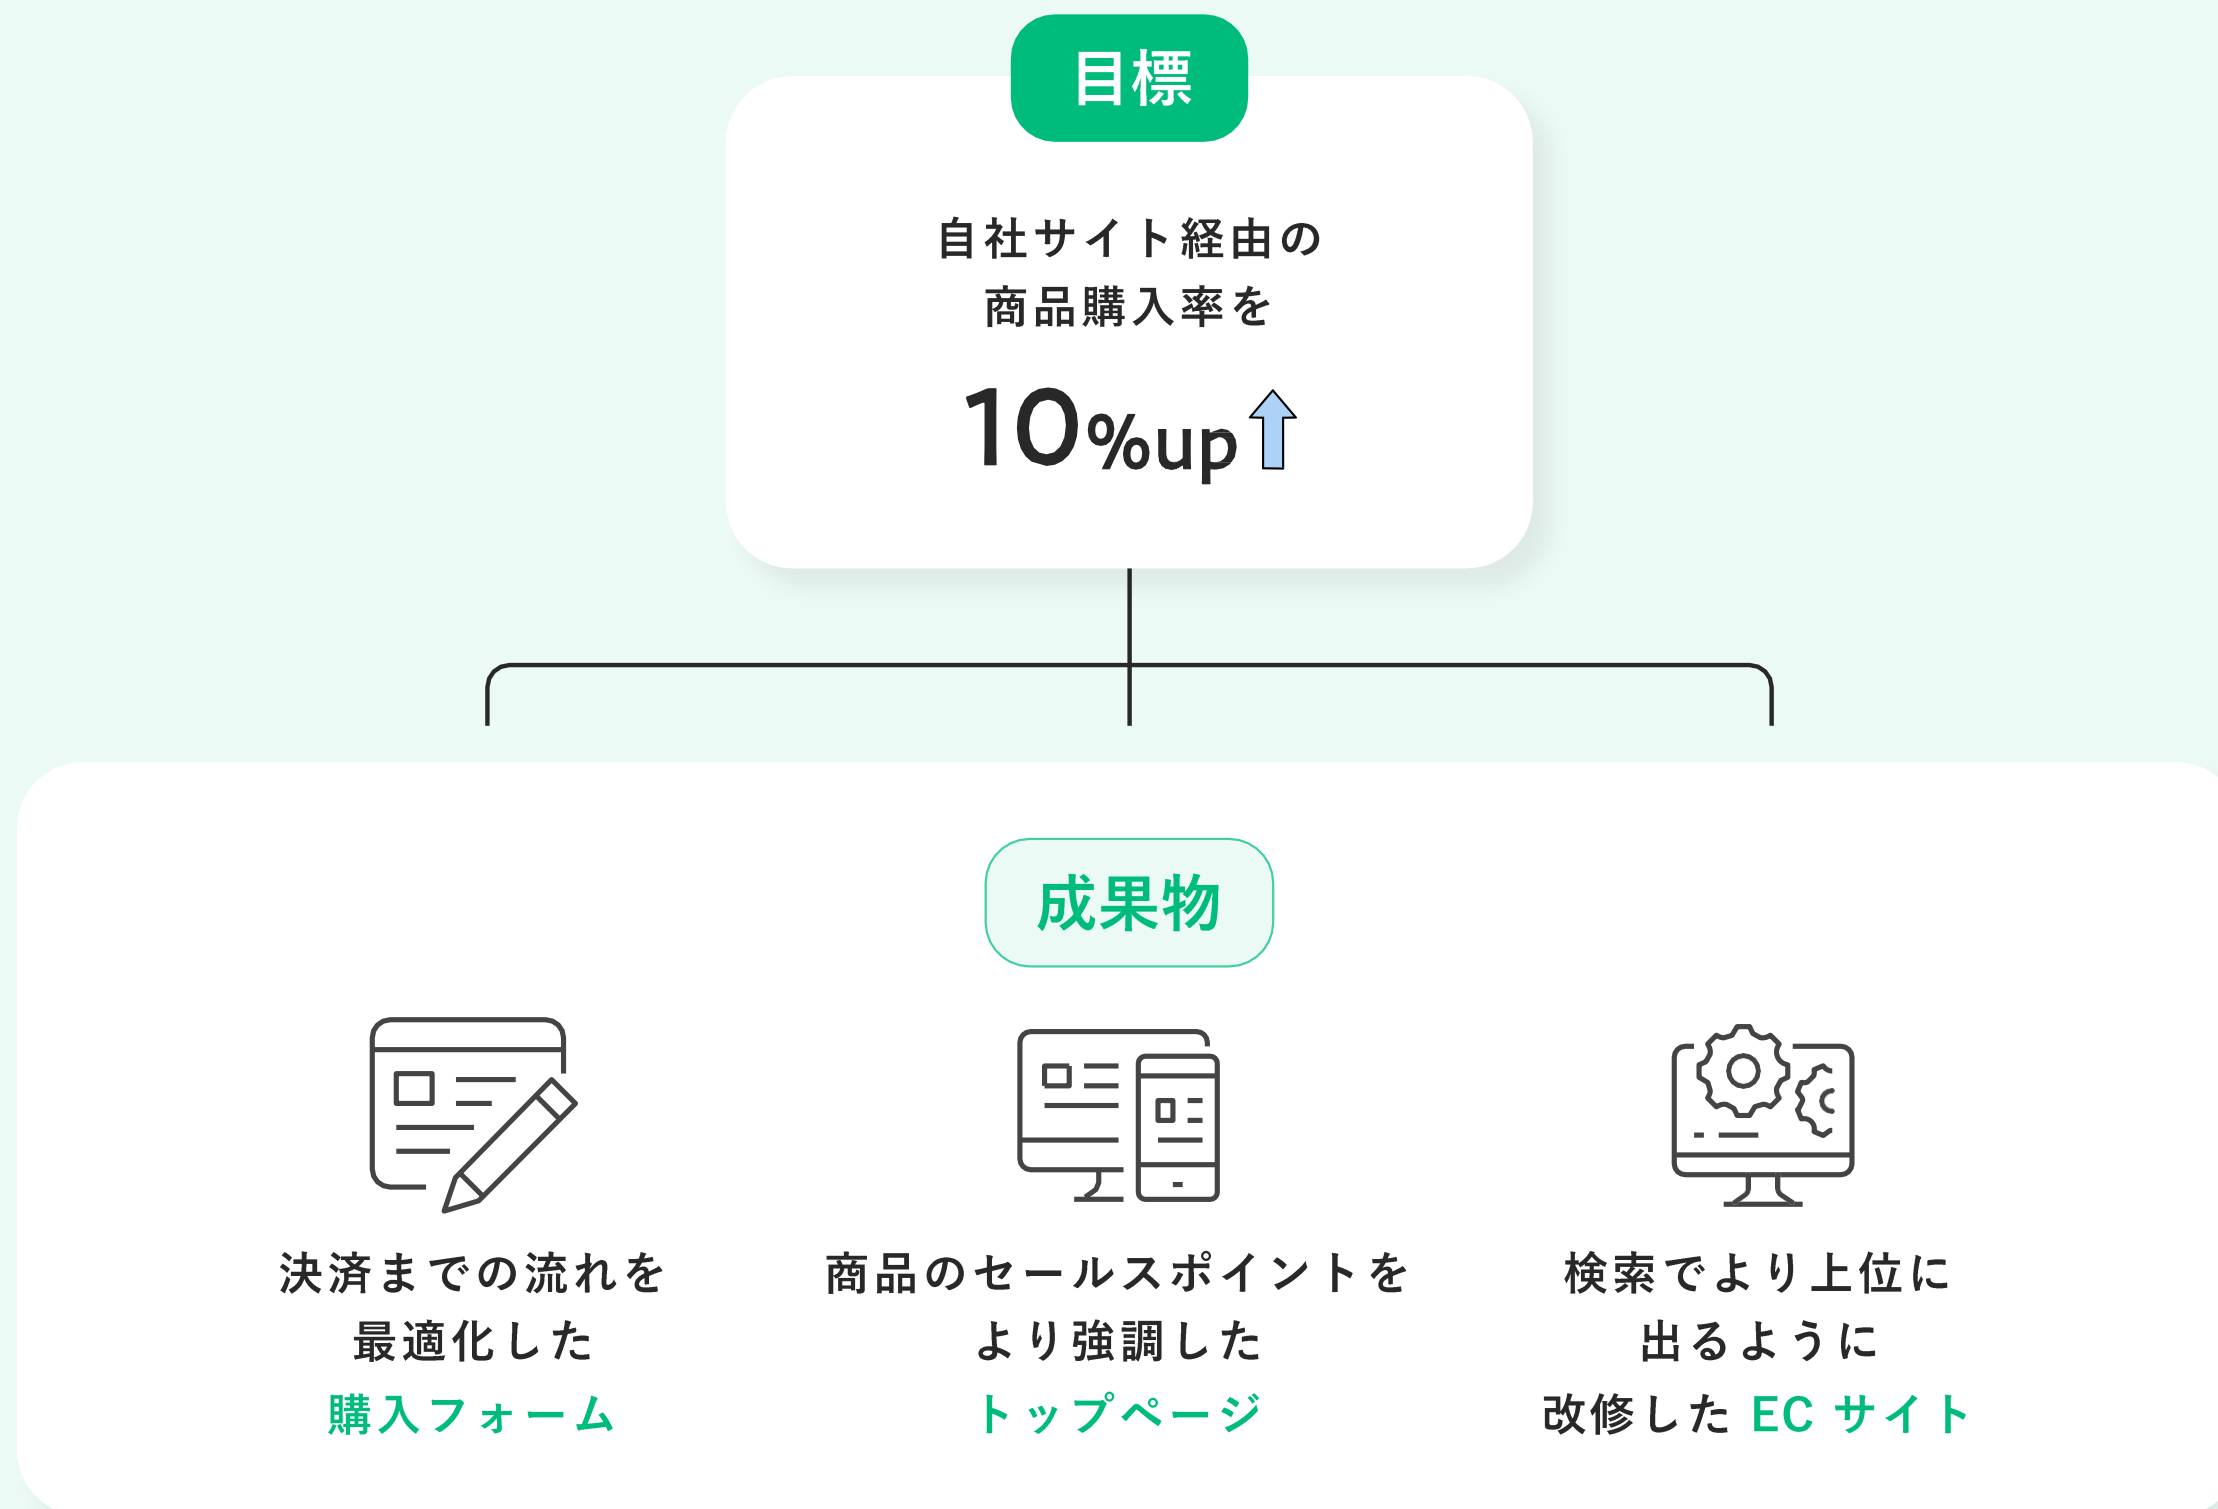 目標
自社サイト経由の
商品購入率を
10%up
成果物
決済までの流れを
最適化した
購入フォーム
商品のセールスポイントを
より強調した
トップページ
検索でより上位に
出るように
改修した EC サイト